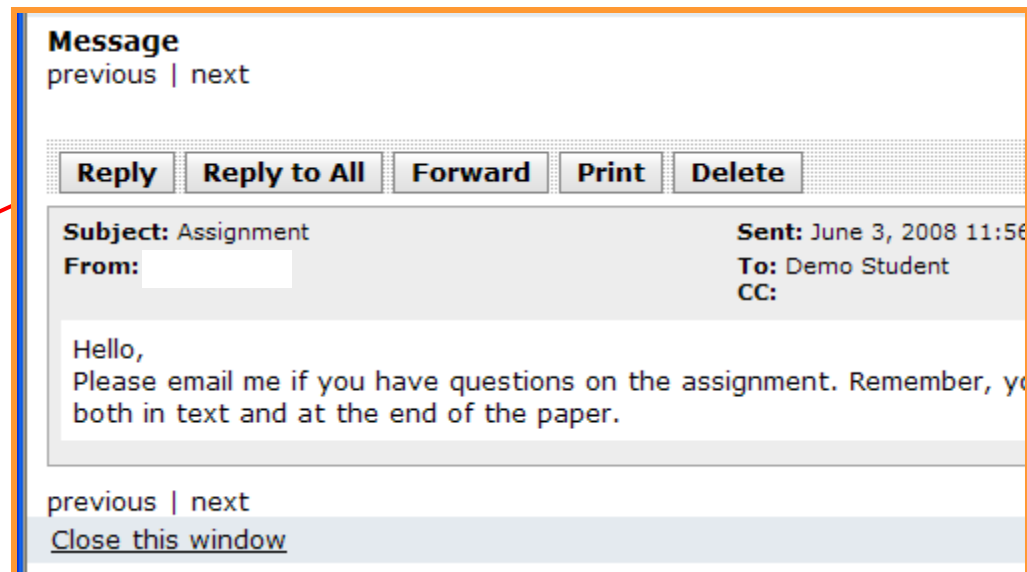 Message
previous | next
Reply Reply to All Forward Print Delete
Subject: Assignment Sent: June 3, 2008 11:56
From: To: Demo Student
CC:
Hello,
Please email me if you have questions on the assignment. Remember,
both in text and at the end of the paper.
previous | next
Close this window